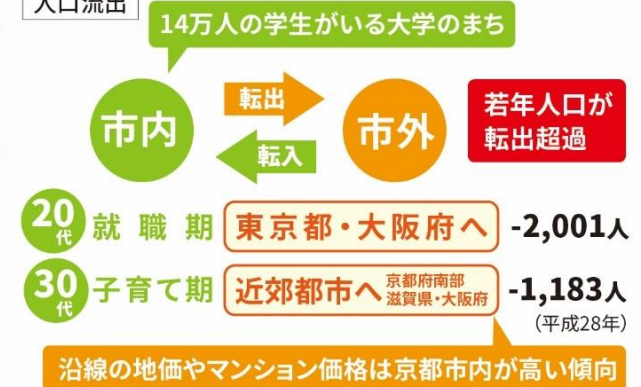 人口流出
14万人の学生がいる大学のまち
市内
転出
転入
市外
若年人口が
転出超過
20代 就職期 東京都・大阪府へ -2,001人
30代 子育て期 近郊都市へ 京都府南部
滋賀県・大阪府 -1,183人
(平成28年)
沿線の地価やマンション価格は京都市内が高い傾向